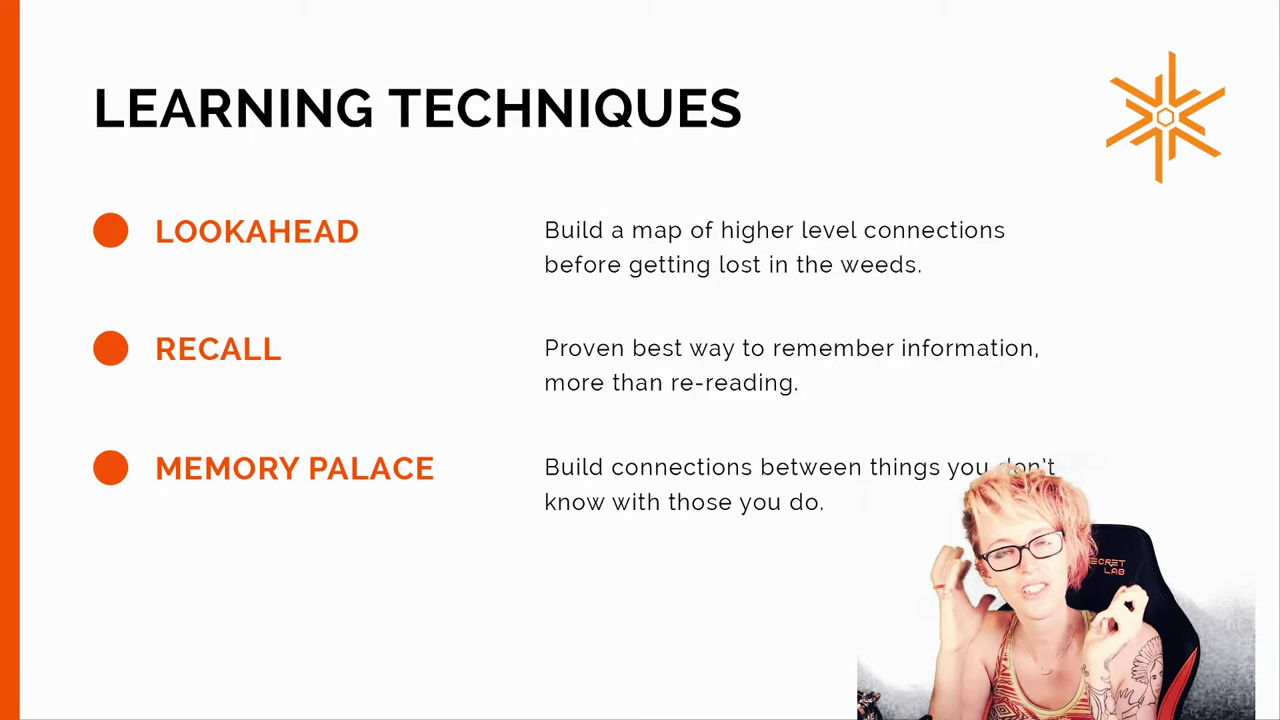 LEARNING TECHNIQUES
LOOKAHEAD
Build a map of higher level connections
before getting lost in the weeds.
RECALL
Proven best way to remember information,
more than re-reading.
MEMORY PALACE
Build connections between things you don't
know with those you do.
SECRET
LAB